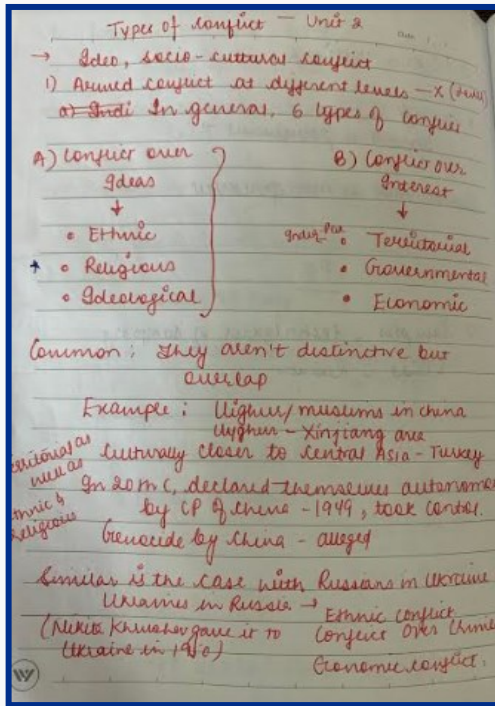 Types of conflict — Unit 2
→ Ideo, socio-cultural conflict
1) Armed conflict at different levels — X
a) Indi In general, 6 types of conflict
A) Conflict over
Ideas
↓
• Ethnic
* • Religious
• Ideological
B) Conflict over
Interest
↓
• Territorial
• Governmental
• Economic
Common : They aren't distinctive but
overlap
Example : Uighur/musums in china
Uyghur – Xinjiang area
Culturally closer to Central Asia – Turkey
well as
Ethnic &
Religious
In 20th C, declared themselves autonomous
by CP of China – 1949, took control.
Genocide by China – alleged
Similar is the case with Russians in Ukraine
Ukraines in Russia → Ethnic conflict
(Nikita gave it to Conflict over
Ukraine in Economic conflict.
W